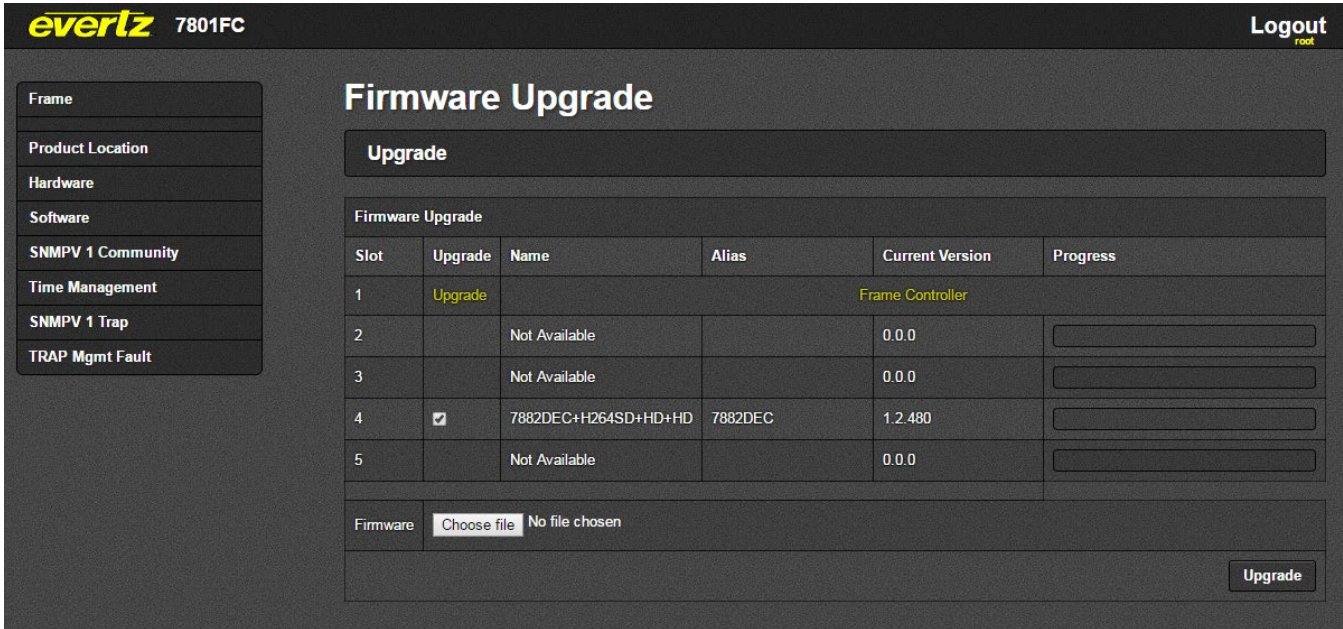 evertz 7801FC
Logout
root
Frame
Product Location
Hardware
Software
SNMPV 1 Community
Time Management
SNMPV 1 Trap
TRAP Mgmt Fault
Firmware Upgrade
Upgrade
Firmware Upgrade
Slot Upgrade Name Alias Current Version Progress
1 Upgrade Frame Controller
2 Not Available 0.0.0
3 Not Available 0.0.0
4 7882DEC+H264SD+HD+HD 7882DEC 1.2.480
5 Not Available 0.0.0
Firmware Choose file No file chosen
Upgrade